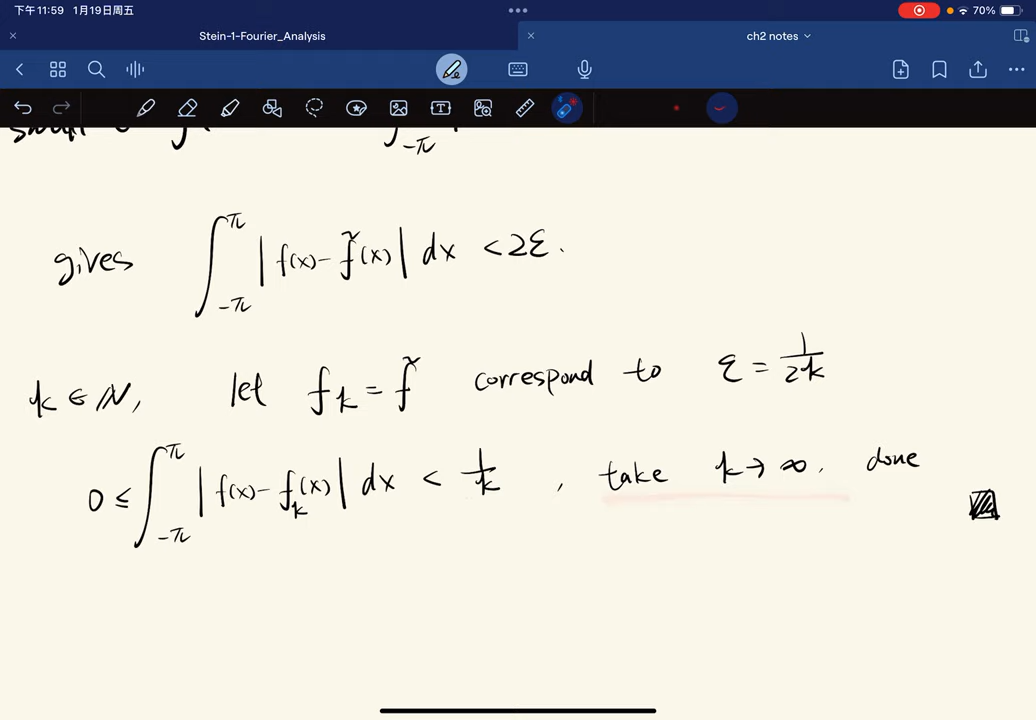 下午11:59 1月19日周五
70%
Stein-1-Fourier_Analysis
ch2 notes
-π
gives ∫_{-π}^{π} | f(x) - f̃(x) | dx < 2ε.
k ∈ ℕ, let f_k = f̃ correspond to ε = 1/2k
0 ≤ ∫_{-π}^{π} | f(x) - f_k(x) | dx < 1/k , take k → ∞. done